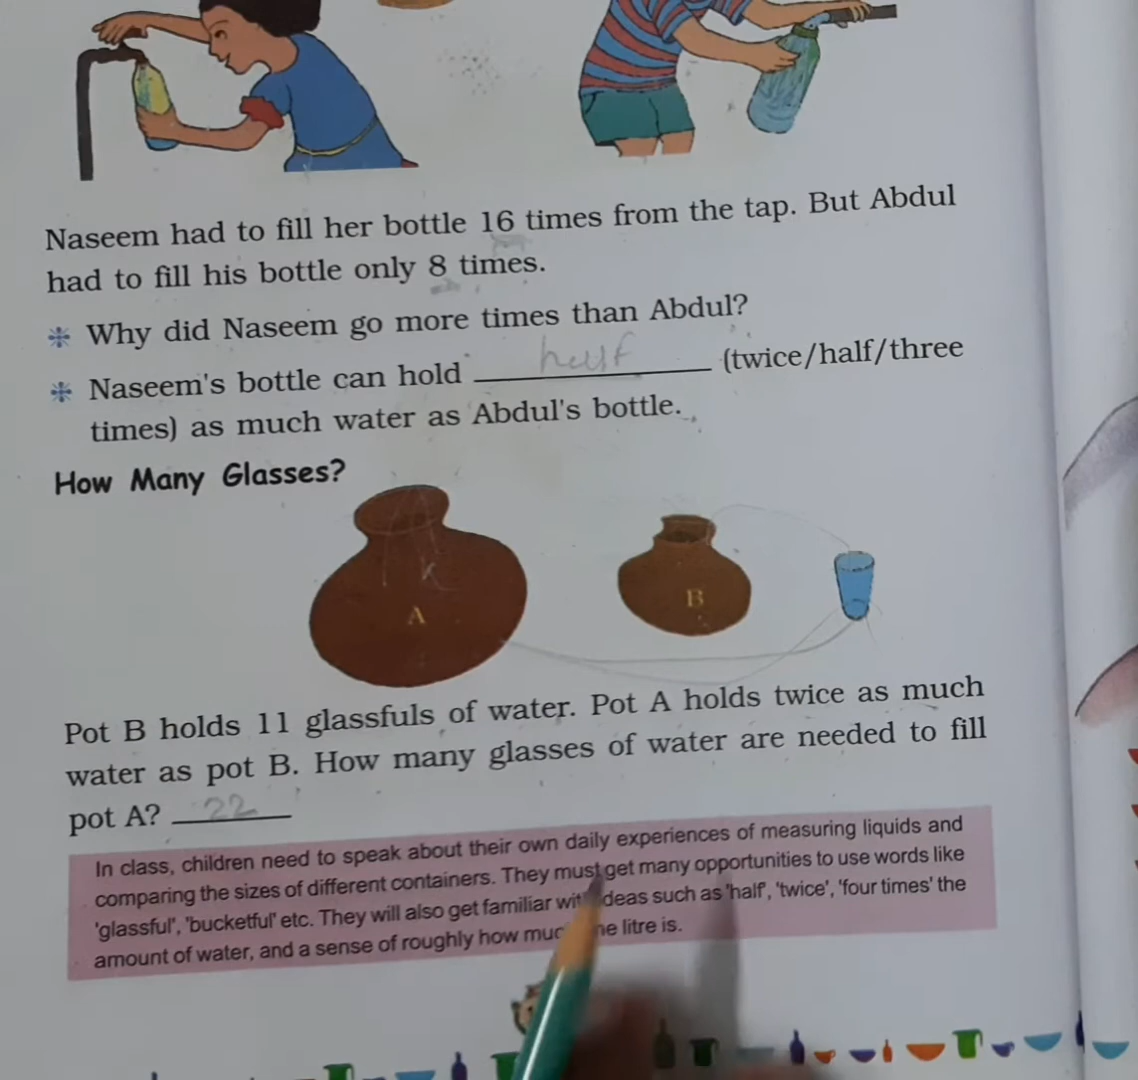 Naseem had to fill her bottle 16 times from the tap. But Abdul
had to fill his bottle only 8 times.
Why did Naseem go more times than Abdul?
Naseem's bottle can hold half (twice/half/three
times) as much water as Abdul's bottle.
How Many Glasses?
A
B
Pot B holds 11 glassfuls of water. Pot A holds twice as much
water as pot B. How many glasses of water are needed to fill
pot A? 22
In class, children need to speak about their own daily experiences of measuring liquids and
comparing the sizes of different containers. They must get many opportunities to use words like
'glassful', 'bucketful' etc. They will also get familiar with ideas such as 'half', 'twice', 'four times' the
amount of water, and a sense of roughly how much one litre is.